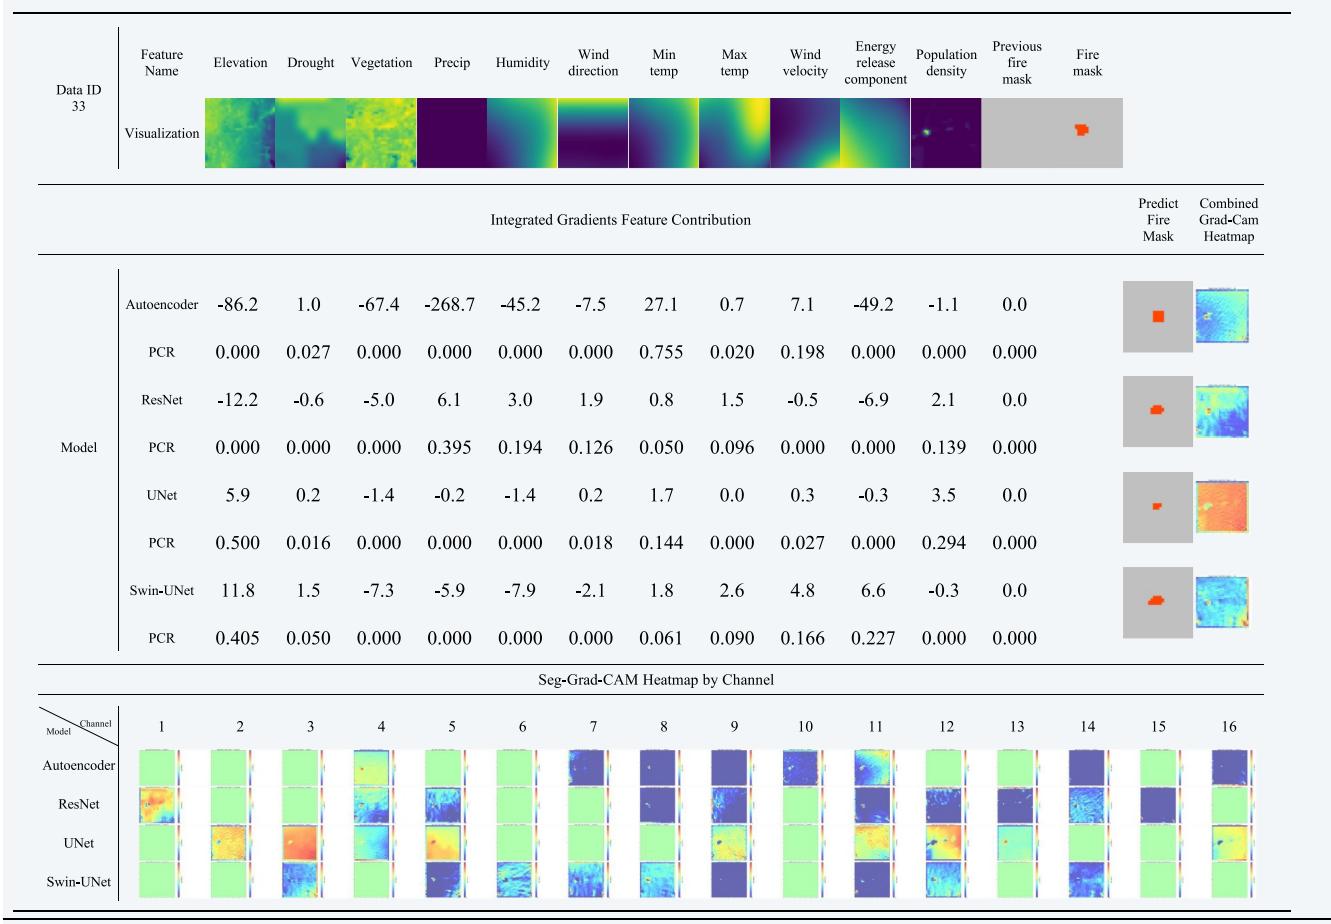 Data ID
33
Feature
Name
Elevation
Drought
Vegetation
Precip
Humidity
Wind
direction
Min
temp
Max
temp
Wind
velocity
Energy
release
component
Population
density
Previous
fire
mask
Fire
mask
Visualization
Integrated Gradients Feature Contribution
Predict
Fire
Mask
Combined
Grad-Cam
Heatmap
Model
Autoencoder -86.2 1.0 -67.4 -268.7 -45.2 -7.5 27.1 0.7 7.1 -49.2 -1.1 0.0
PCR 0.000 0.027 0.000 0.000 0.000 0.000 0.755 0.020 0.198 0.000 0.000 0.000
ResNet -12.2 -0.6 -5.0 6.1 3.0 1.9 0.8 1.5 -0.5 -6.9 2.1 0.0
PCR 0.000 0.000 0.000 0.395 0.194 0.126 0.050 0.096 0.000 0.000 0.139 0.000
UNet 5.9 0.2 -1.4 -0.2 -1.4 0.2 1.7 0.0 0.3 -0.3 3.5 0.0
PCR 0.500 0.016 0.000 0.000 0.000 0.018 0.144 0.000 0.027 0.000 0.294 0.000
Swin-UNet 11.8 1.5 -7.3 -5.9 -7.9 -2.1 1.8 2.6 4.8 6.6 -0.3 0.0
PCR 0.405 0.050 0.000 0.000 0.000 0.000 0.061 0.090 0.166 0.227 0.000 0.000
Seg-Grad-CAM Heatmap by Channel
Model Channel 1 2 3 4 5 6 7 8 9 10 11 12 13 14 15 16
Autoencoder
ResNet
UNet
Swin-UNet